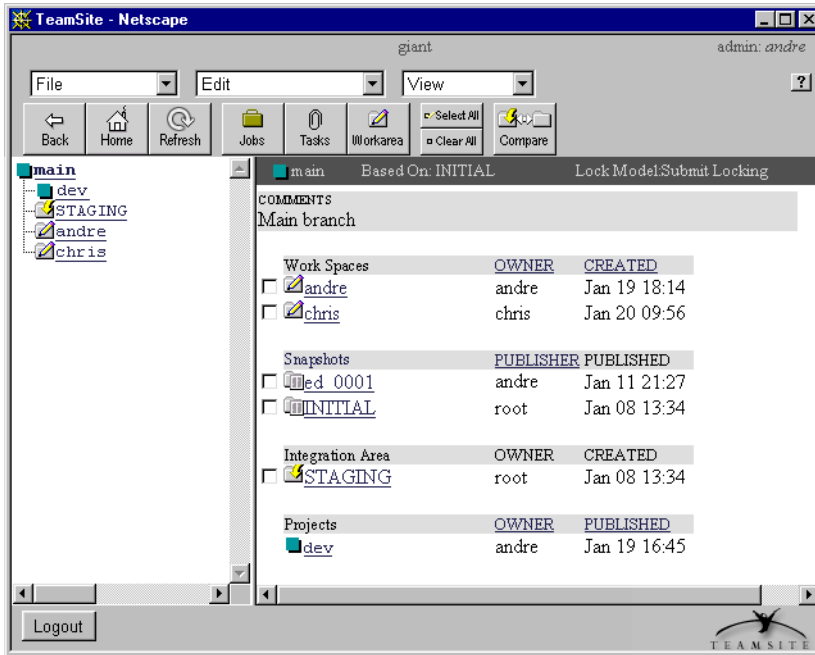 TeamSite - Netscape
giant admin: andre
File Edit View ?
Back Home Refresh Jobs Tasks Workarea Select All Clear All Compare
main
dev
STAGING
andre
chris
main Based On: INITIAL Lock Model:Submit Locking
COMMENTS
Main branch
Work Spaces OWNER CREATED
andre andre Jan 19 18:14
chris chris Jan 20 09:56
Snapshots PUBLISHER PUBLISHED
ed_0001 andre Jan 11 21:27
INITIAL root Jan 08 13:34
Integration Area OWNER CREATED
STAGING root Jan 08 13:34
Projects OWNER PUBLISHED
dev andre Jan 19 16:45
Logout
TEAMSITE